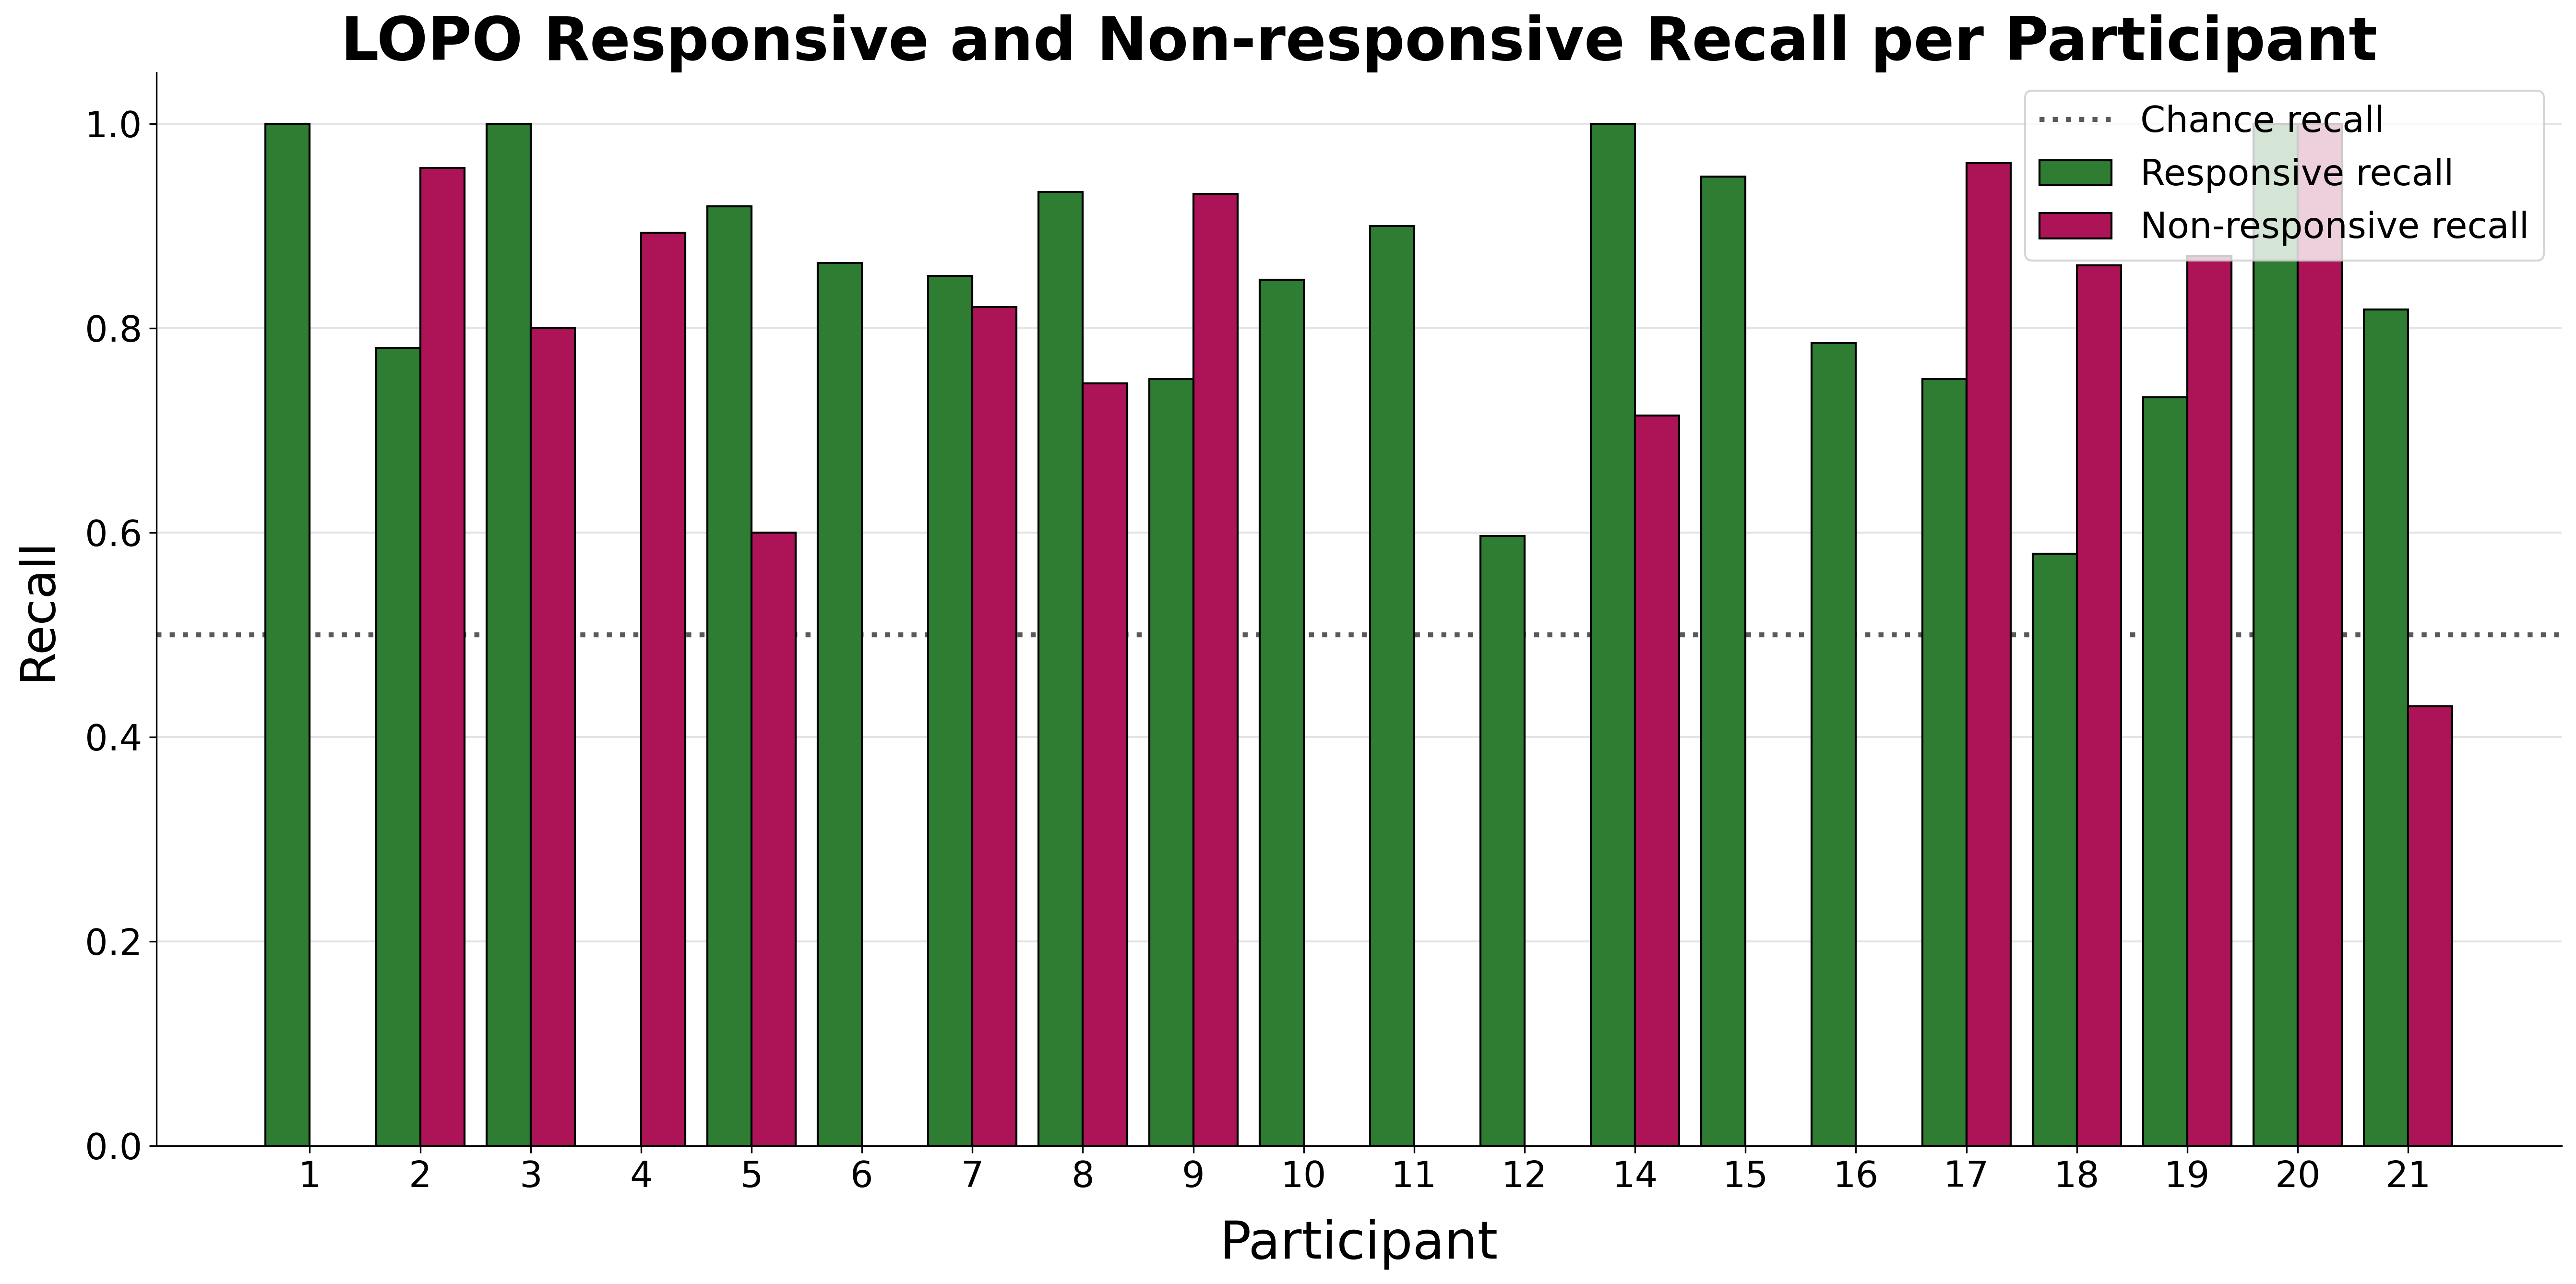 LOPO Responsive and Non-responsive Recall per Participant
Chance recall
Responsive recall
Non-responsive recall
1.0
0.8
0.6
0.4
0.2
0.0
Recall
1 2 3 4 5 6 7 8 9 10 11 12 14 15 16 17 18 19 20 21
Participant